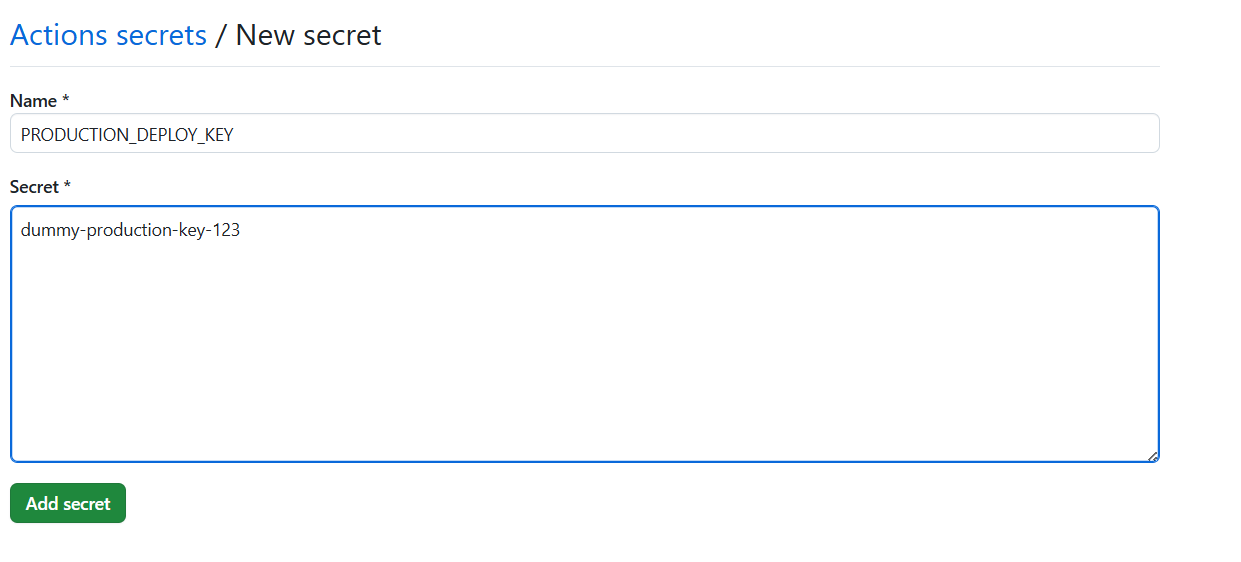 Actions secrets / New secret
Name *
PRODUCTION_DEPLOY_KEY
Secret *
dummy-production-key-123
Add secret